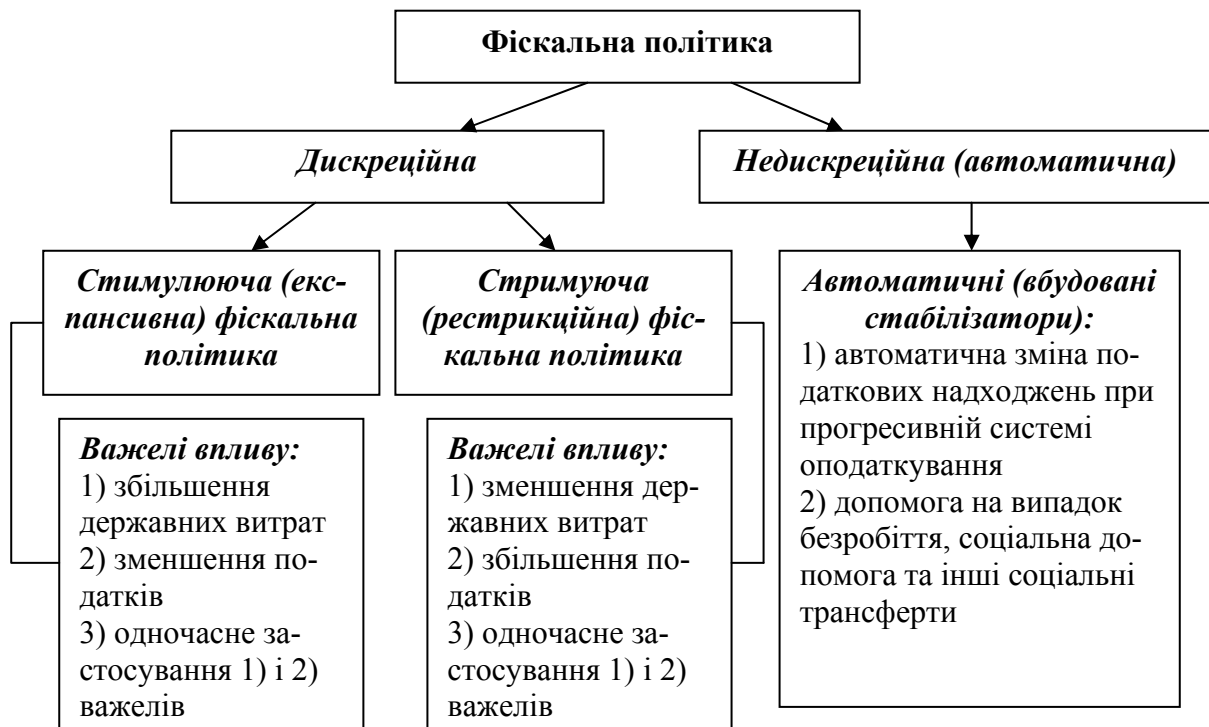 Фіскальна політика
Дискреційна
Недискреційна (автоматична)
Стимулююча (екс-
пансивна) фіскальна
політика
Стримуюча
(рестрикційна) фіс-
кальна політика
Автоматичні (вбудовані
стабілізатори):
1) автоматична зміна по-
даткових надходжень при
прогресивній системі
оподаткування
2) допомога на випадок
безробіття, соціальна до-
помога та інші соціальні
трансферти
Важелі впливу:
1) збільшення
державних витрат
2) зменшення по-
датків
3) одночасне за-
стосування 1) і 2)
важелів
Важелі впливу:
1) зменшення дер-
жавних витрат
2) збільшення по-
датків
3) одночасне за-
стосування 1) і 2)
важелів